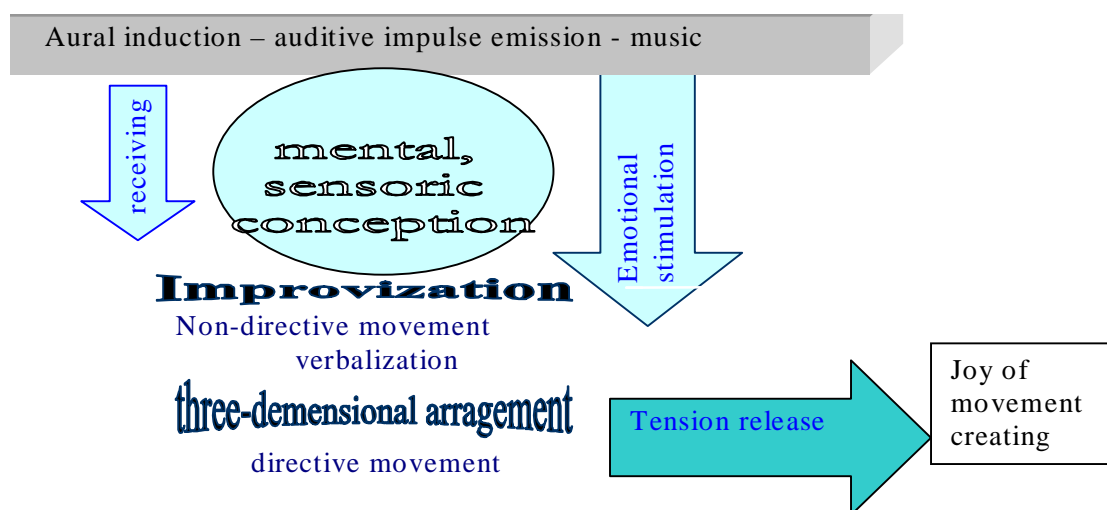 Aural induction – auditive impulse emission - music
receiving
mental,
sensoric
conception
Emotional
stimulation
Improvization
Non-directive movement
verbalization
three-demensional arragement
directive movement
Tension release
Joy of
movement
creating